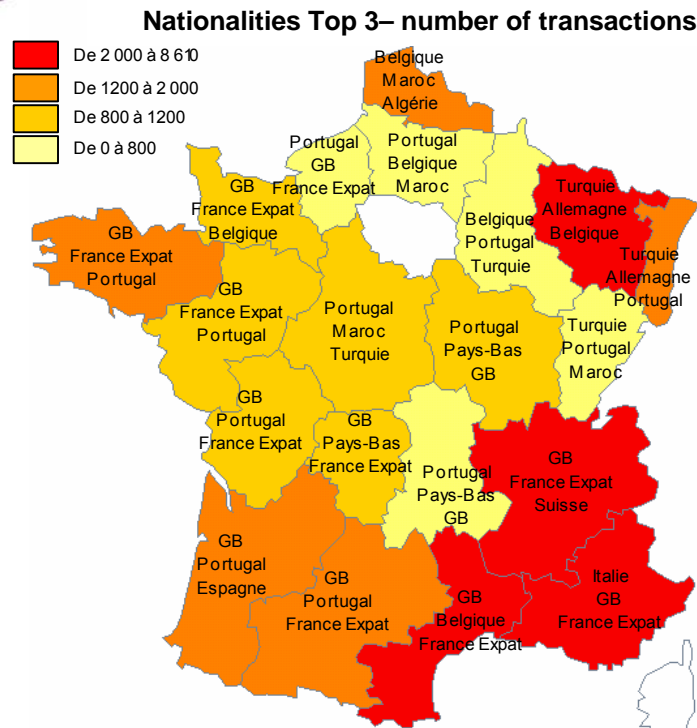 Nationalities Top 3– number of transactions
De 2 000 à 8 610
De 1200 à 2 000
De 800 à 1200
De 0 à 800
Belgique
Maroc
Algérie
Portugal
GB
France Expat
Portugal
Belgique
Maroc
GB
France Expat
Belgique
Belgique
Portugal
Turquie
Turquie
Allemagne
Belgique
Turquie
Allemagne
Portugal
GB
France Expat
Portugal
GB
France Expat
Portugal
Portugal
Maroc
Turquie
Portugal
Pays-Bas
GB
Turquie
Portugal
Maroc
GB
Portugal
France Expat
GB
Pays-Bas
France Expat
Portugal
Pays-Bas
GB
GB
France Expat
Suisse
GB
Portugal
Espagne
GB
Portugal
France Expat
GB
Belgique
France Expat
Italie
GB
France Expat